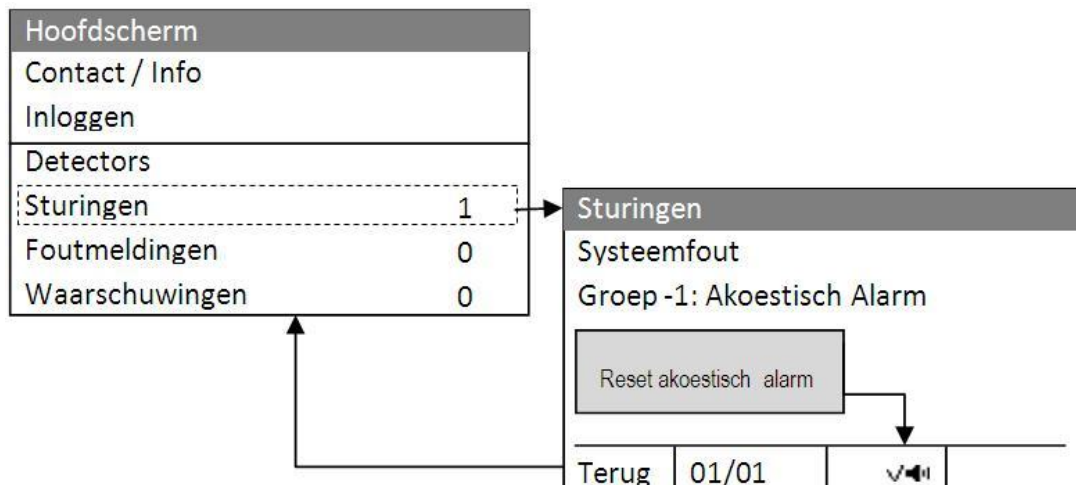 Hoofdscherm
Contact / Info
Inloggen
Detectors
Sturingen 1
Foutmeldingen 0
Waarschuwingen 0
Sturingen
Systeemfout
Groep -1: Akoestisch Alarm
Reset akoestisch alarm
Terug 01/01